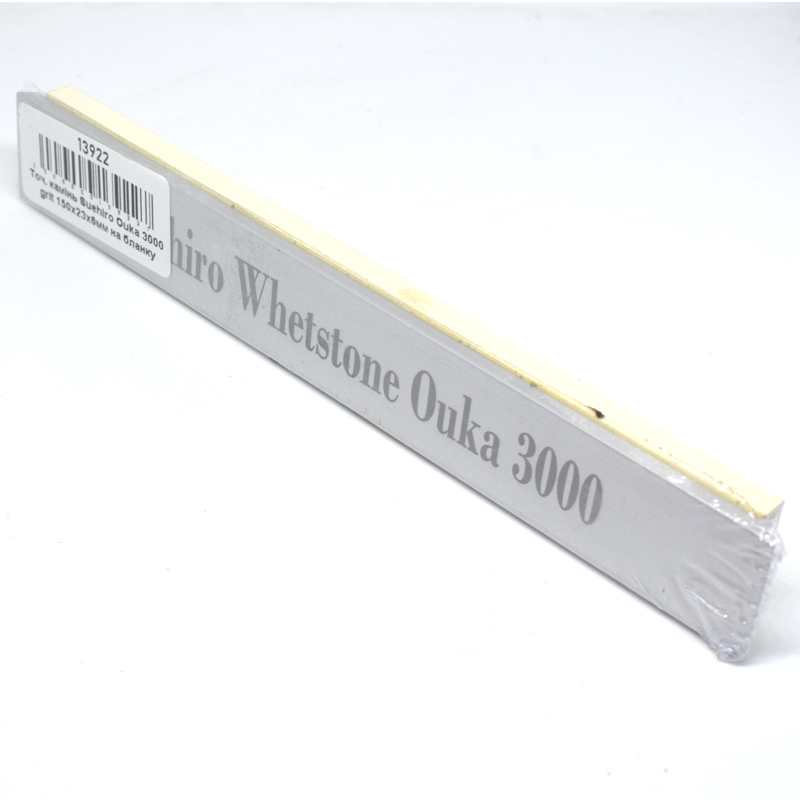 13922
Точ. камінь Suehiro Ouka 3000
grit 150x23x6мм на бланку
hiro Whetstone Ouka 3000